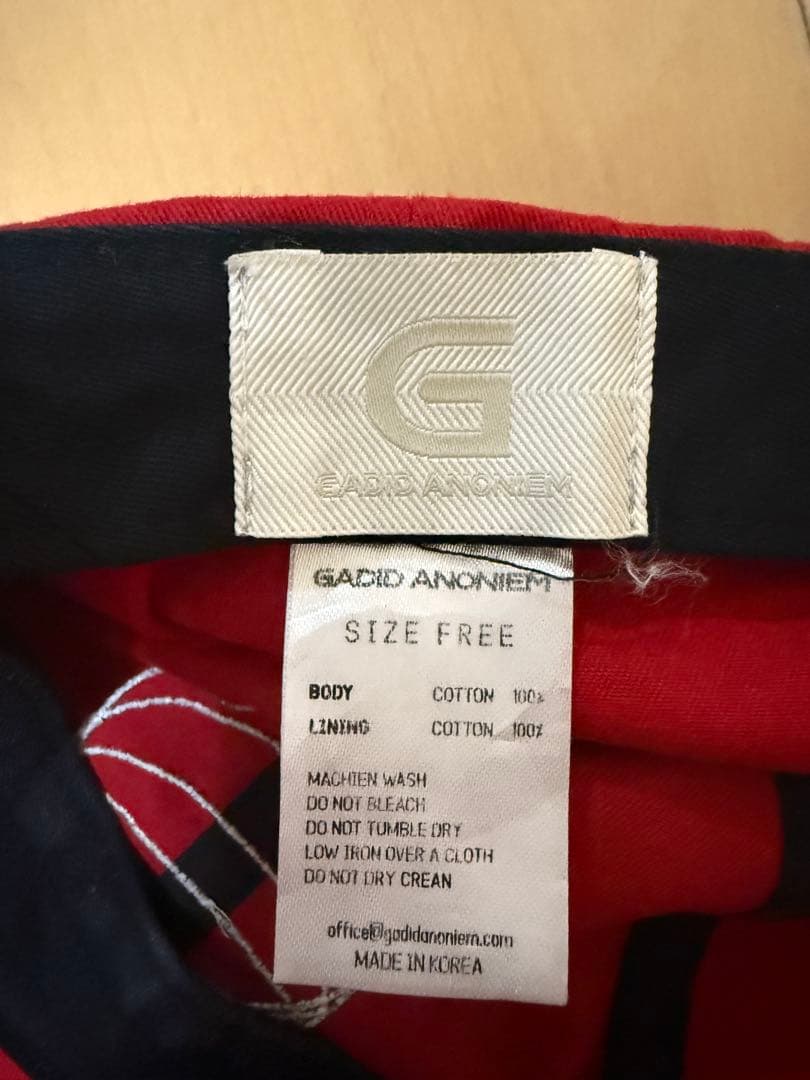 G
GADID ANONIEM
GADID ANONIEM
SIZE FREE
BODY COTTON 100%
LINING COTTON 100%
MACHIEN WASH
DO NOT BLEACH
DO NOT TUMBLE DRY
LOW IRON OVER A CLOTH
DO NOT DRY CREAN
office@gadidanoniem.com
MADE IN KOREA